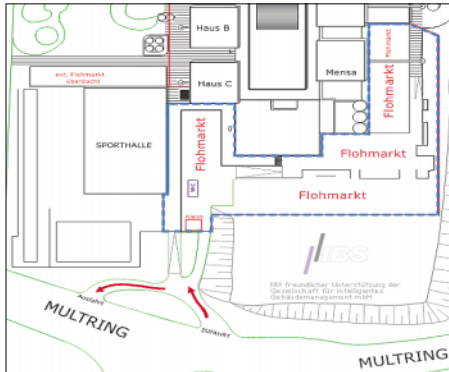 Haus B
Flohmarkt
Mensa
evt. Flohmarkt
überdacht
Haus C
Flohmarkt
SPORTHALLE
Flohmarkt
Flohmarkt
WC
Flohmarkt
IBS
Mit freundlicher Unterstützung der
Gesellschaft für intelligentes
Gebäudemanagement mbH
Ausfahrt
Zufahrt
MULTRING
MULTRING